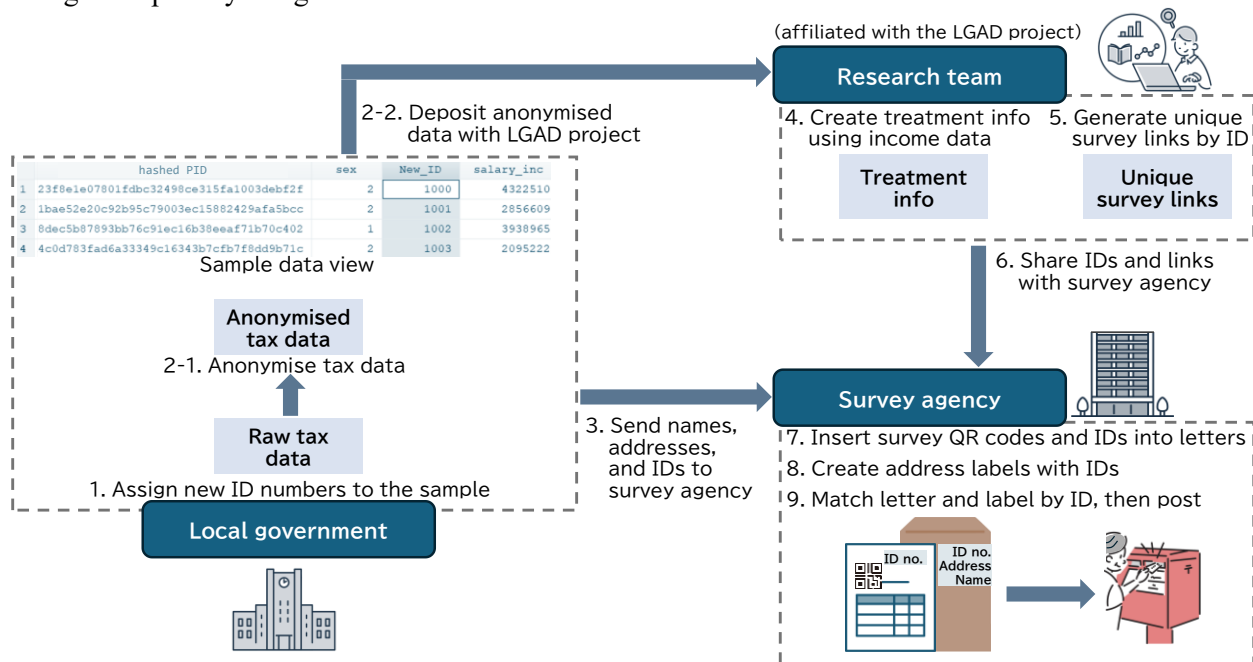 (affiliated with the LGAD project)
Research team
2-2. Deposit anonymised
data with LGAD project
4. Create treatment info
using income data
Treatment
info
5. Generate unique
survey links by ID
Unique
survey links
hashed PID sex New_ID salary_inc
1 23f8e1e07801fdbc32498ce315fa1003debf2f 2 1000 4322510
2 1bae52e20c92b95c79003ec15882429afa5bcc 2 1001 2856609
3 8dec5b87893bb76c91ec16b38eeaf71b70c402 1 1002 3938965
4 4c0d783fad6a33349c16343b7cfb7f8dd9b71c 2 1003 2095222
Sample data view
6. Share IDs and links
with survey agency
Anonymised
tax data
2-1. Anonymise tax data
Raw tax
data
1. Assign new ID numbers to the sample
Local government
3. Send names,
addresses,
and IDs to
survey agency
Survey agency
7. Insert survey QR codes and IDs into letters
8. Create address labels with IDs
9. Match letter and label by ID, then post
ID no.
ID no.
Address
Name
〒